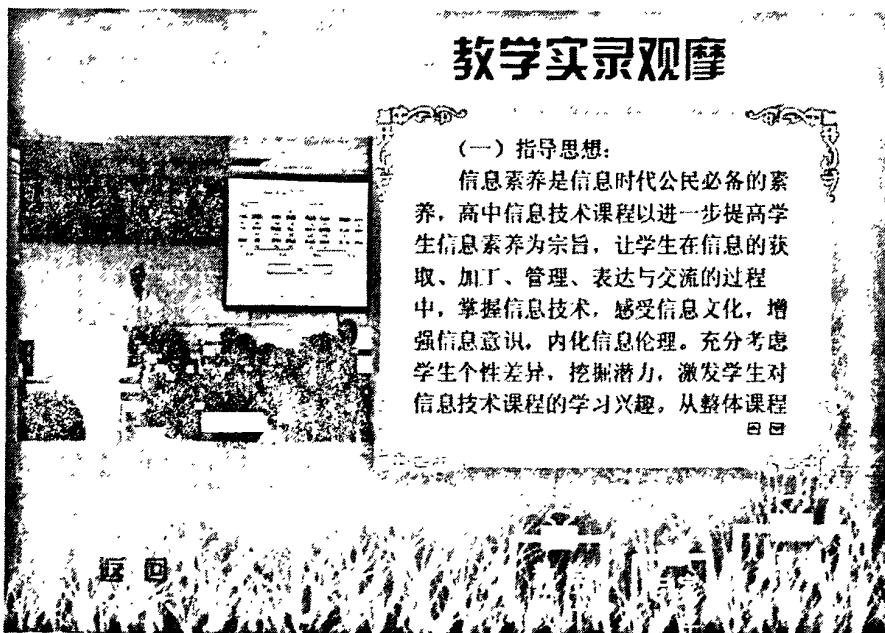 教学实录观摩
（一）指导思想：
信息素养是信息时代公民必备的素
养，高中信息技术课程以进一步提高学
生信息素养为宗旨，让学生在信息的获
取、加工、管理、表达与交流的过程
中，掌握信息技术，感受信息文化，增
强信息意识，内化信息伦理。充分考虑
学生个性差异，挖掘潜力，激发学生对
信息技术课程的学习兴趣，从整体课程
返回